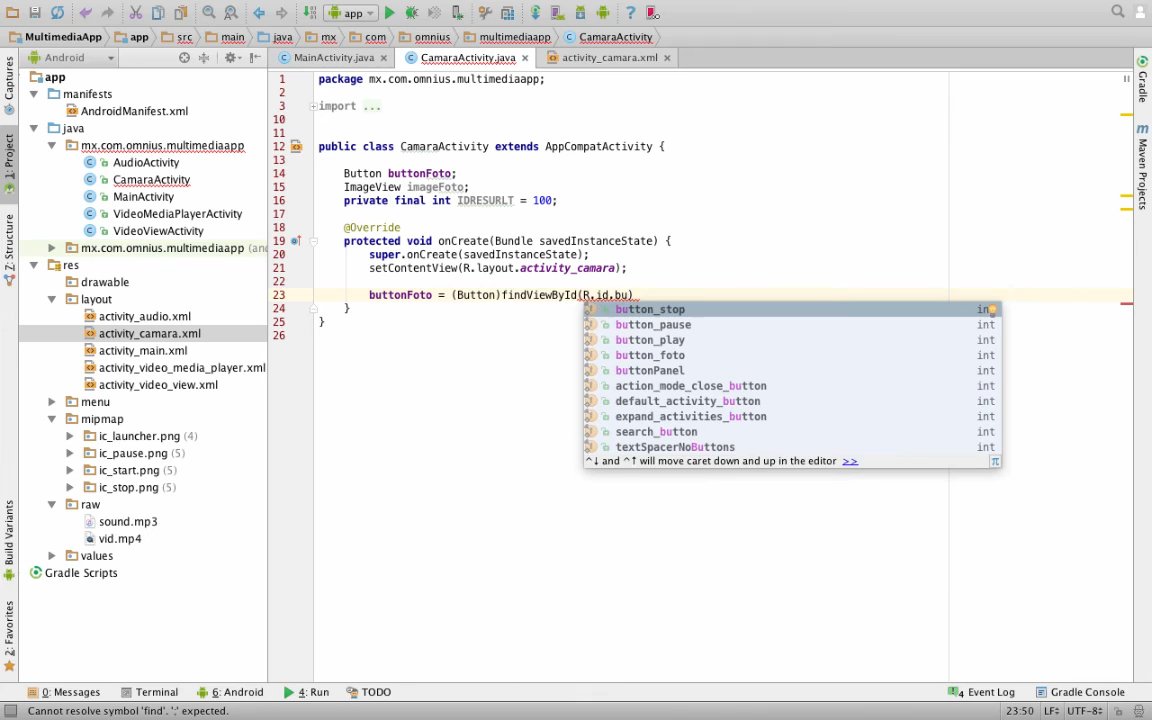 app
MultimediaApp app src main java mx com omnius multimediaapp CamaraActivity
Android
MainActivity.java CamaraActivity.java activity_camara.xml
Captures
1: Project
Z: Structure
Build Variants
2: Favorites
Gradle
Maven Projects
app
manifests
AndroidManifest.xml
java
mx.com.omnius.multimediaapp
AudioActivity
CamaraActivity
MainActivity
VideoMediaPlayerActivity
VideoViewActivity
mx.com.omnius.multimediaapp (an
res
drawable
layout
activity_audio.xml
activity_camara.xml
activity_main.xml
activity_video_media_player.xml
activity_video_view.xml
menu
mipmap
ic_launcher.png (4)
ic_pause.png (5)
ic_start.png (5)
ic_stop.png (5)
raw
sound.mp3
vid.mp4
values
Gradle Scripts
1 package mx.com.omnius.multimediaapp;
2
3 import ...
10
11
12 public class CamaraActivity extends AppCompatActivity {
13
14 Button buttonFoto;
15 ImageView imageFoto;
16 private final int IDRESURLT = 100;
17
18 @Override
19 protected void onCreate(Bundle savedInstanceState) {
20 super.onCreate(savedInstanceState);
21 setContentView(R.layout.activity_camara);
22
23 buttonFoto = (Button)findViewById(R.id.bu)
24 }
25 }
26
button_stop in
button_pause int
button_play int
button_foto int
buttonPanel int
action_mode_close_button int
default_activity_button int
expand_activities_button int
search_button int
textSpacerNoButtons int
^↓ and ^↑ will move caret down and up in the editor >> π
0: Messages Terminal 6: Android 4: Run TODO 4 Event Log Gradle Console
Cannot resolve symbol 'find'. ';' expected. 23:50 LF÷ UTF-8÷